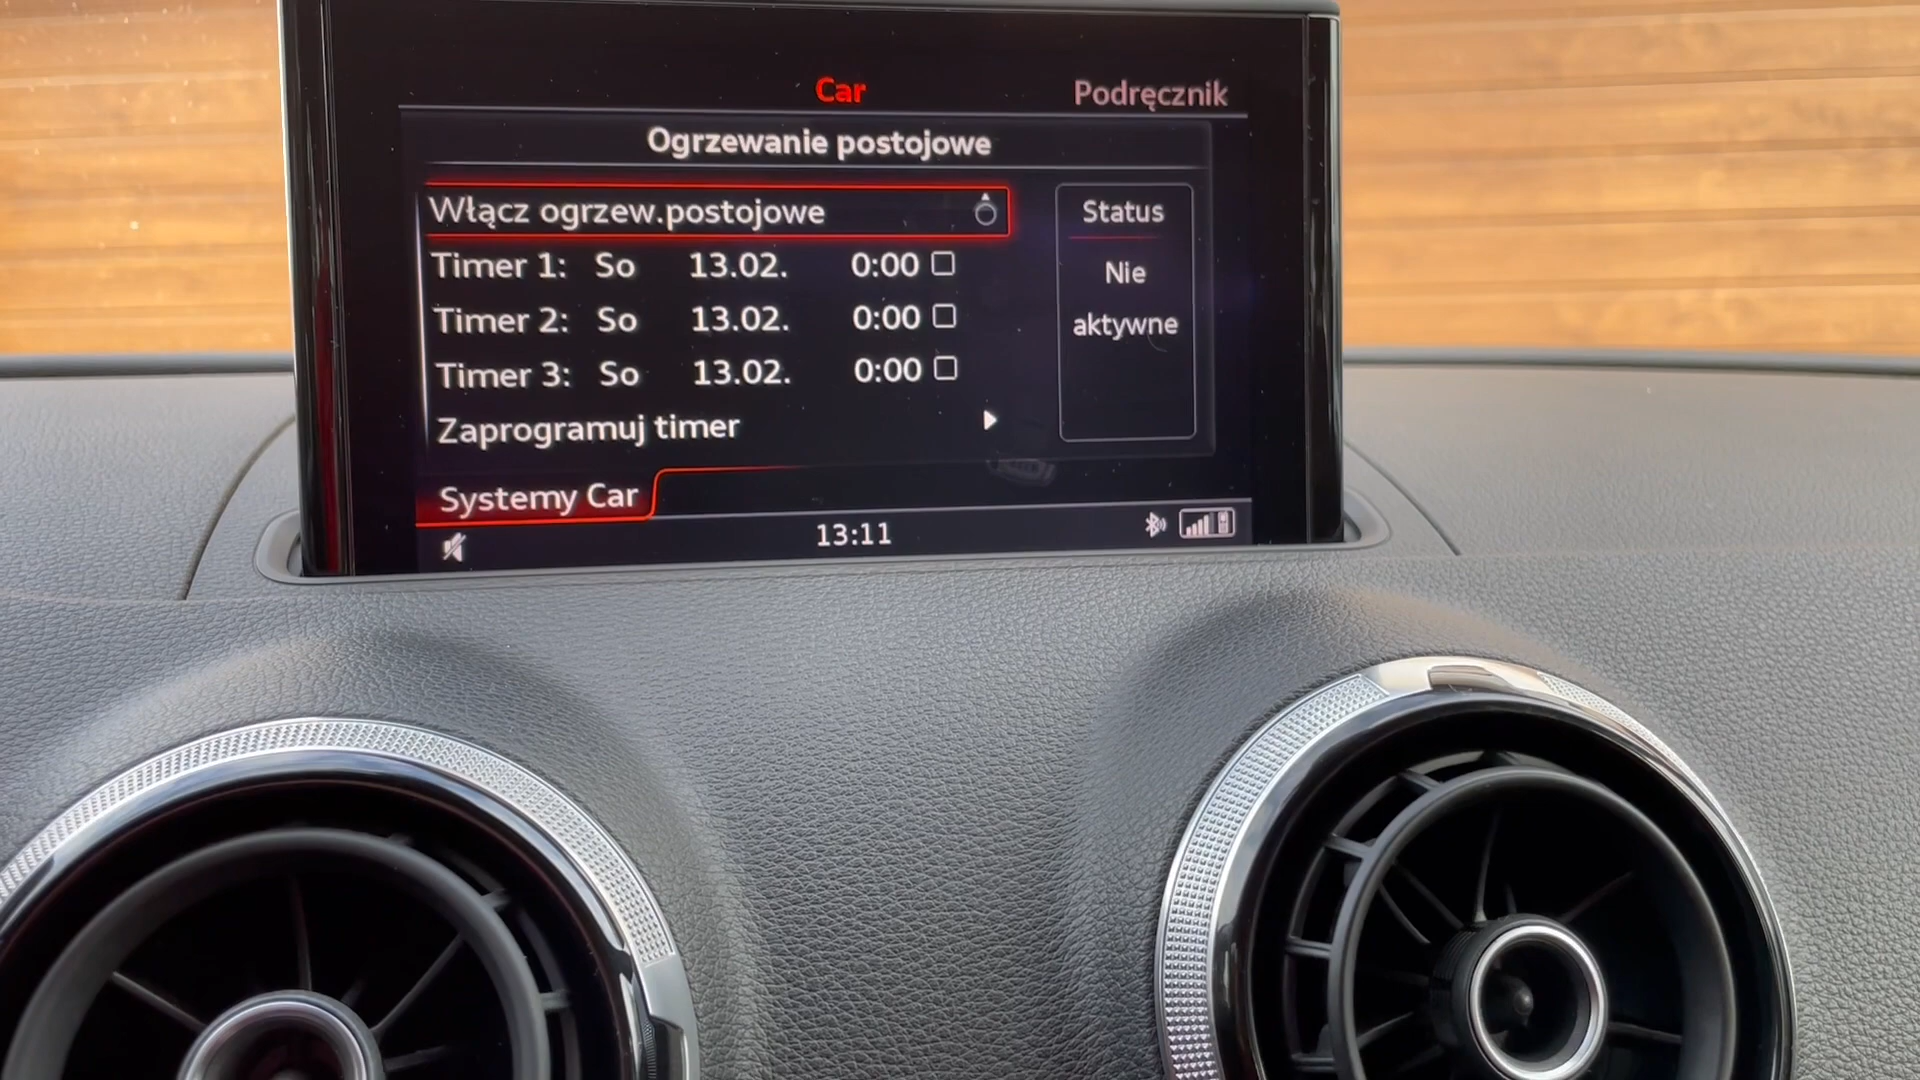 Car
Podręcznik
Ogrzewanie postojowe
Włącz ogrzew.postojowe
Timer 1: So 13.02. 0:00
Timer 2: So 13.02. 0:00
Timer 3: So 13.02. 0:00
Zaprogramuj timer
Status
Nie
aktywne
Systemy Car
13:11